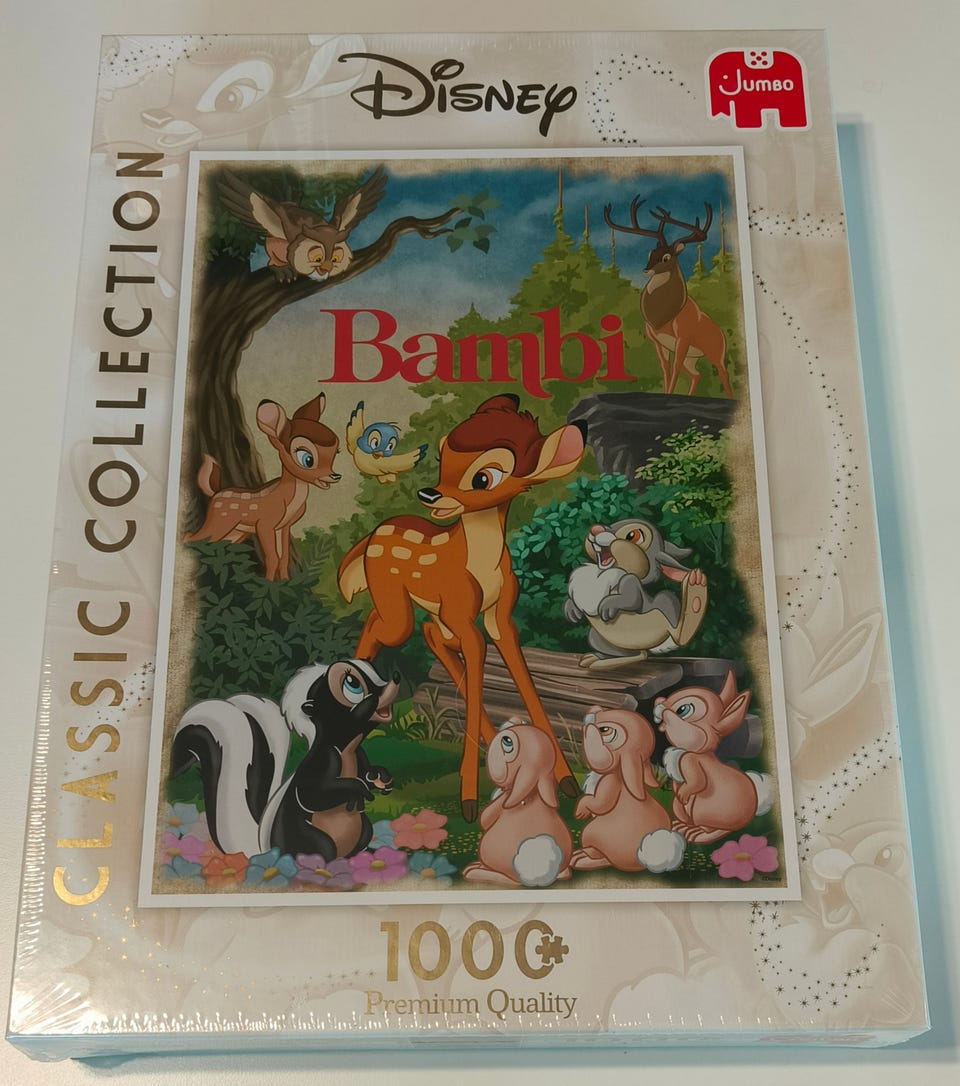 Disney
Jumbo
CLASSIC COLLECTION
Bambi
1000
Premium Quality